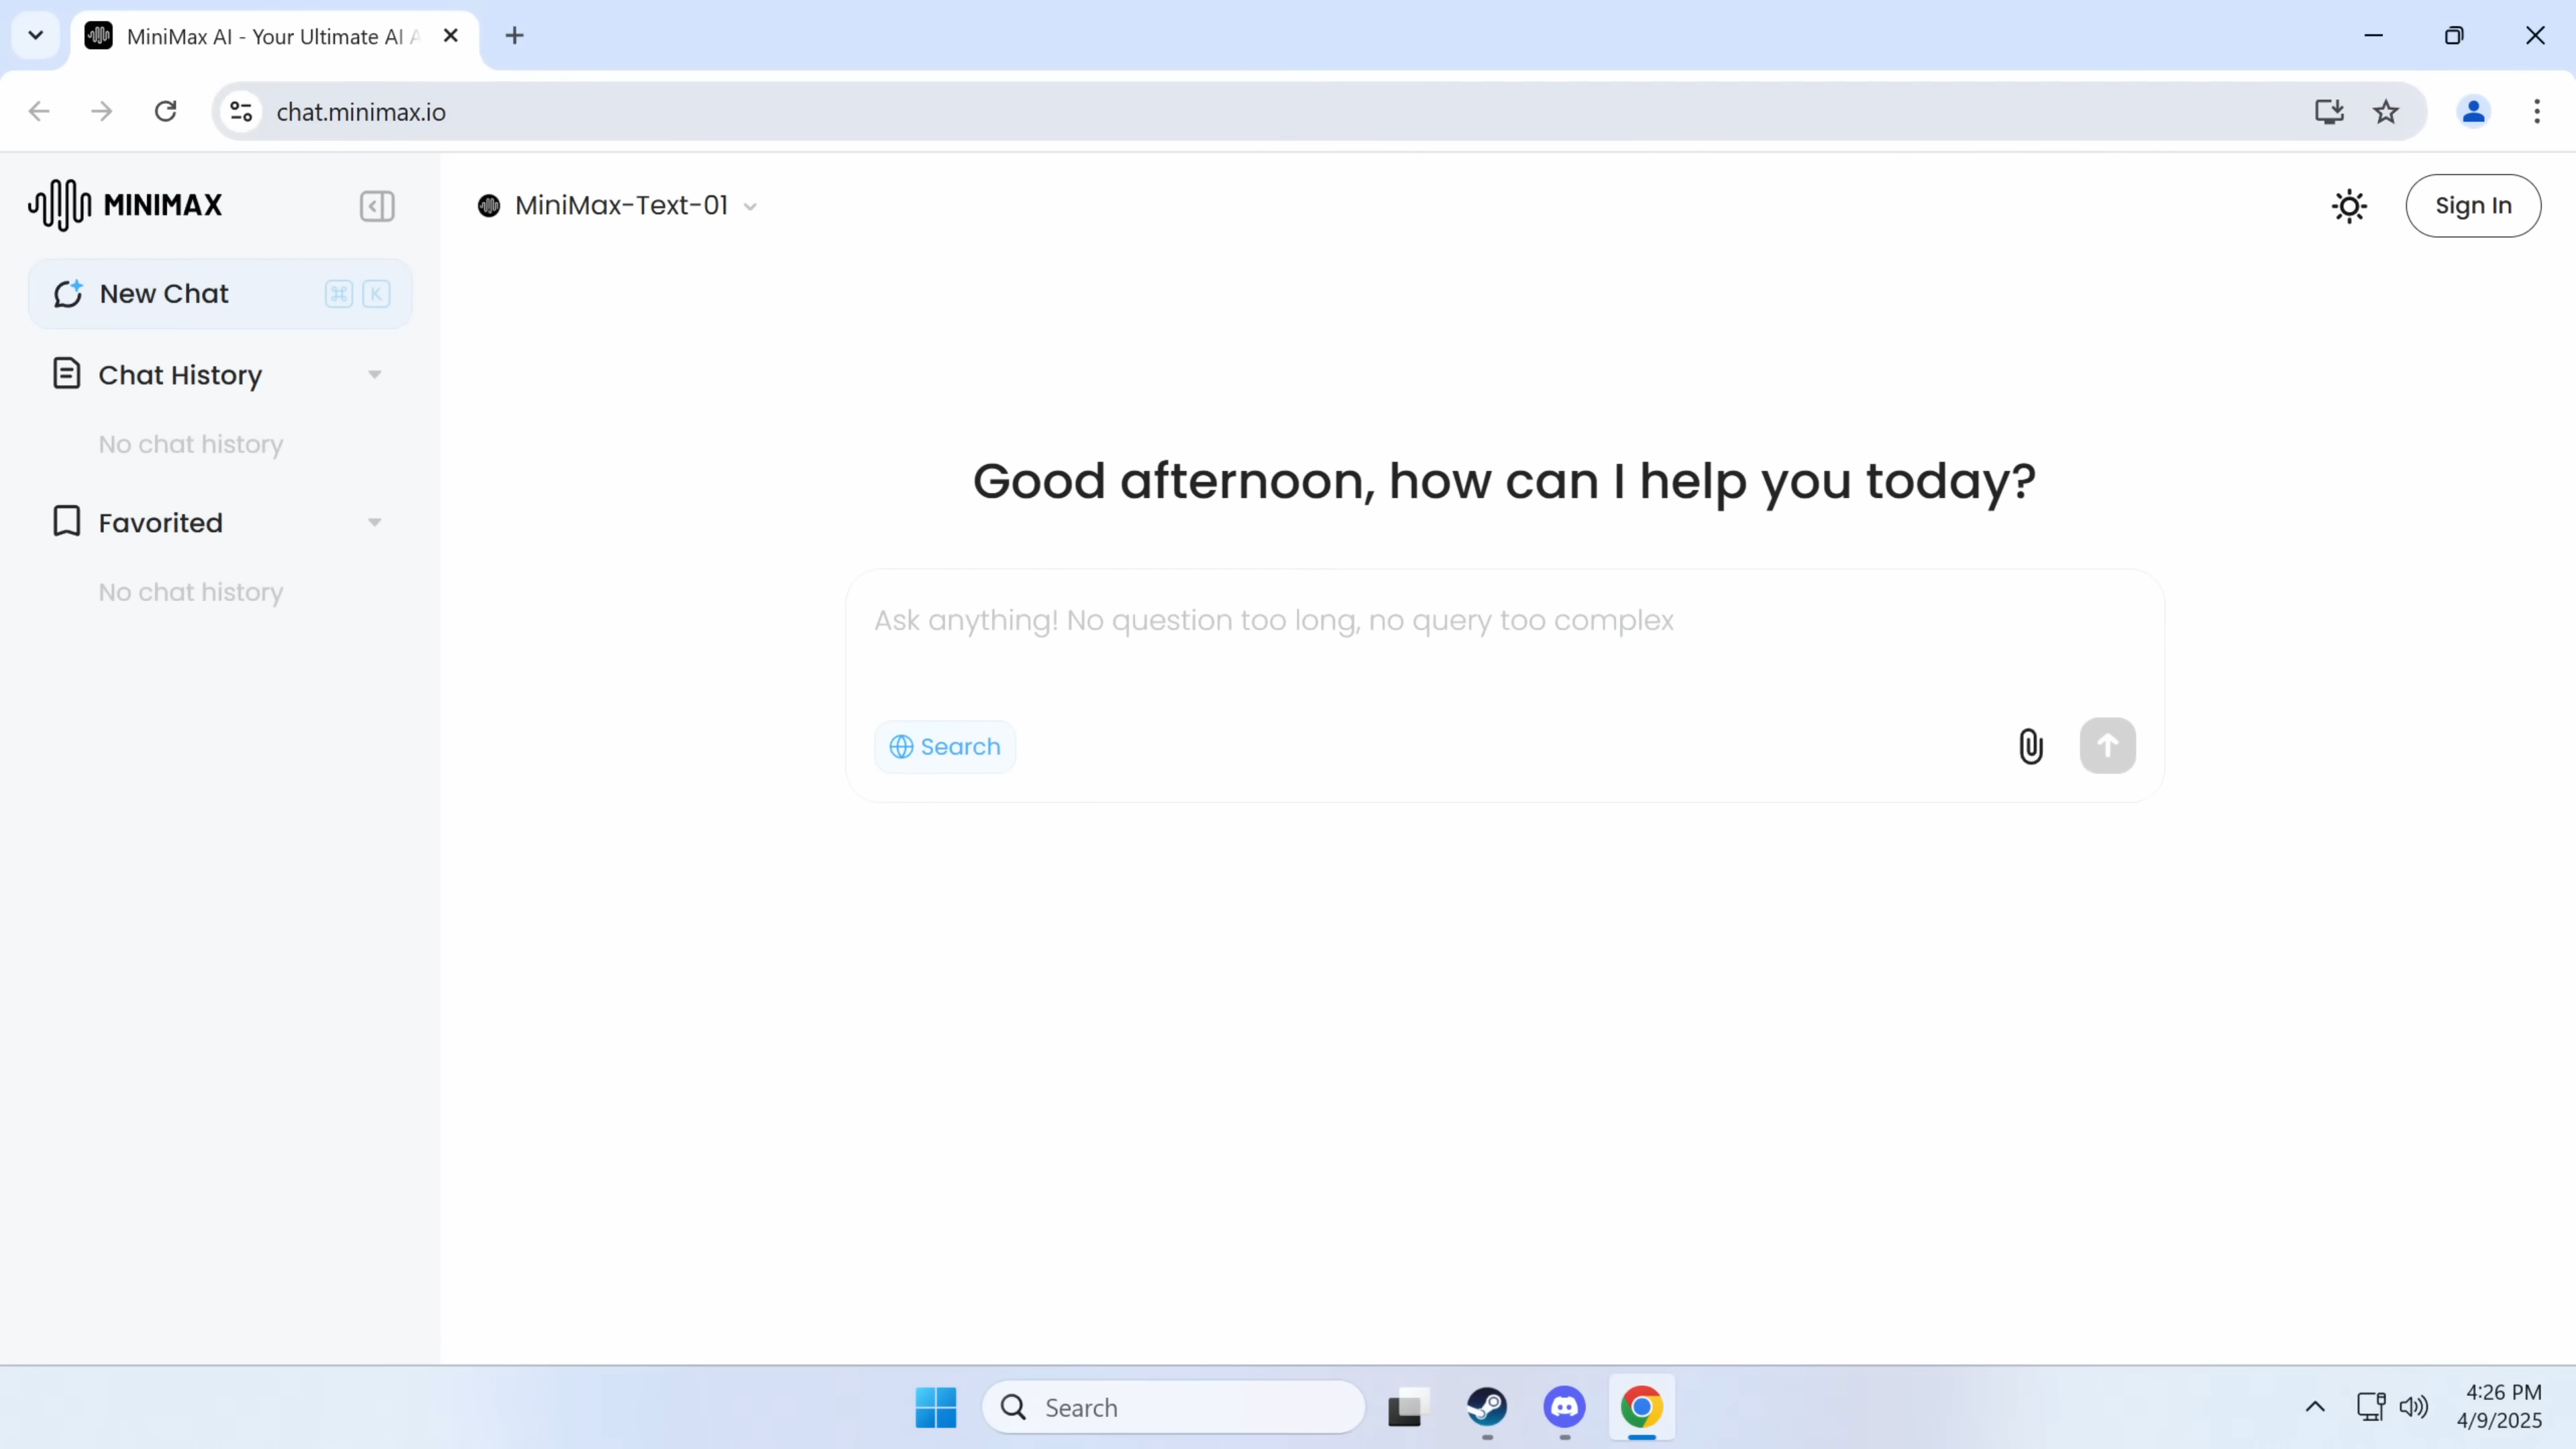 MiniMax AI - Your Ultimate AI A
chat.minimax.io
MINIMAX
MiniMax-Text-01
Sign In
New Chat
⌘ K
Chat History
No chat history
Favorited
No chat history
Good afternoon, how can I help you today?
Ask anything! No question too long, no query too complex
Search
Search
4:26 PM
4/9/2025